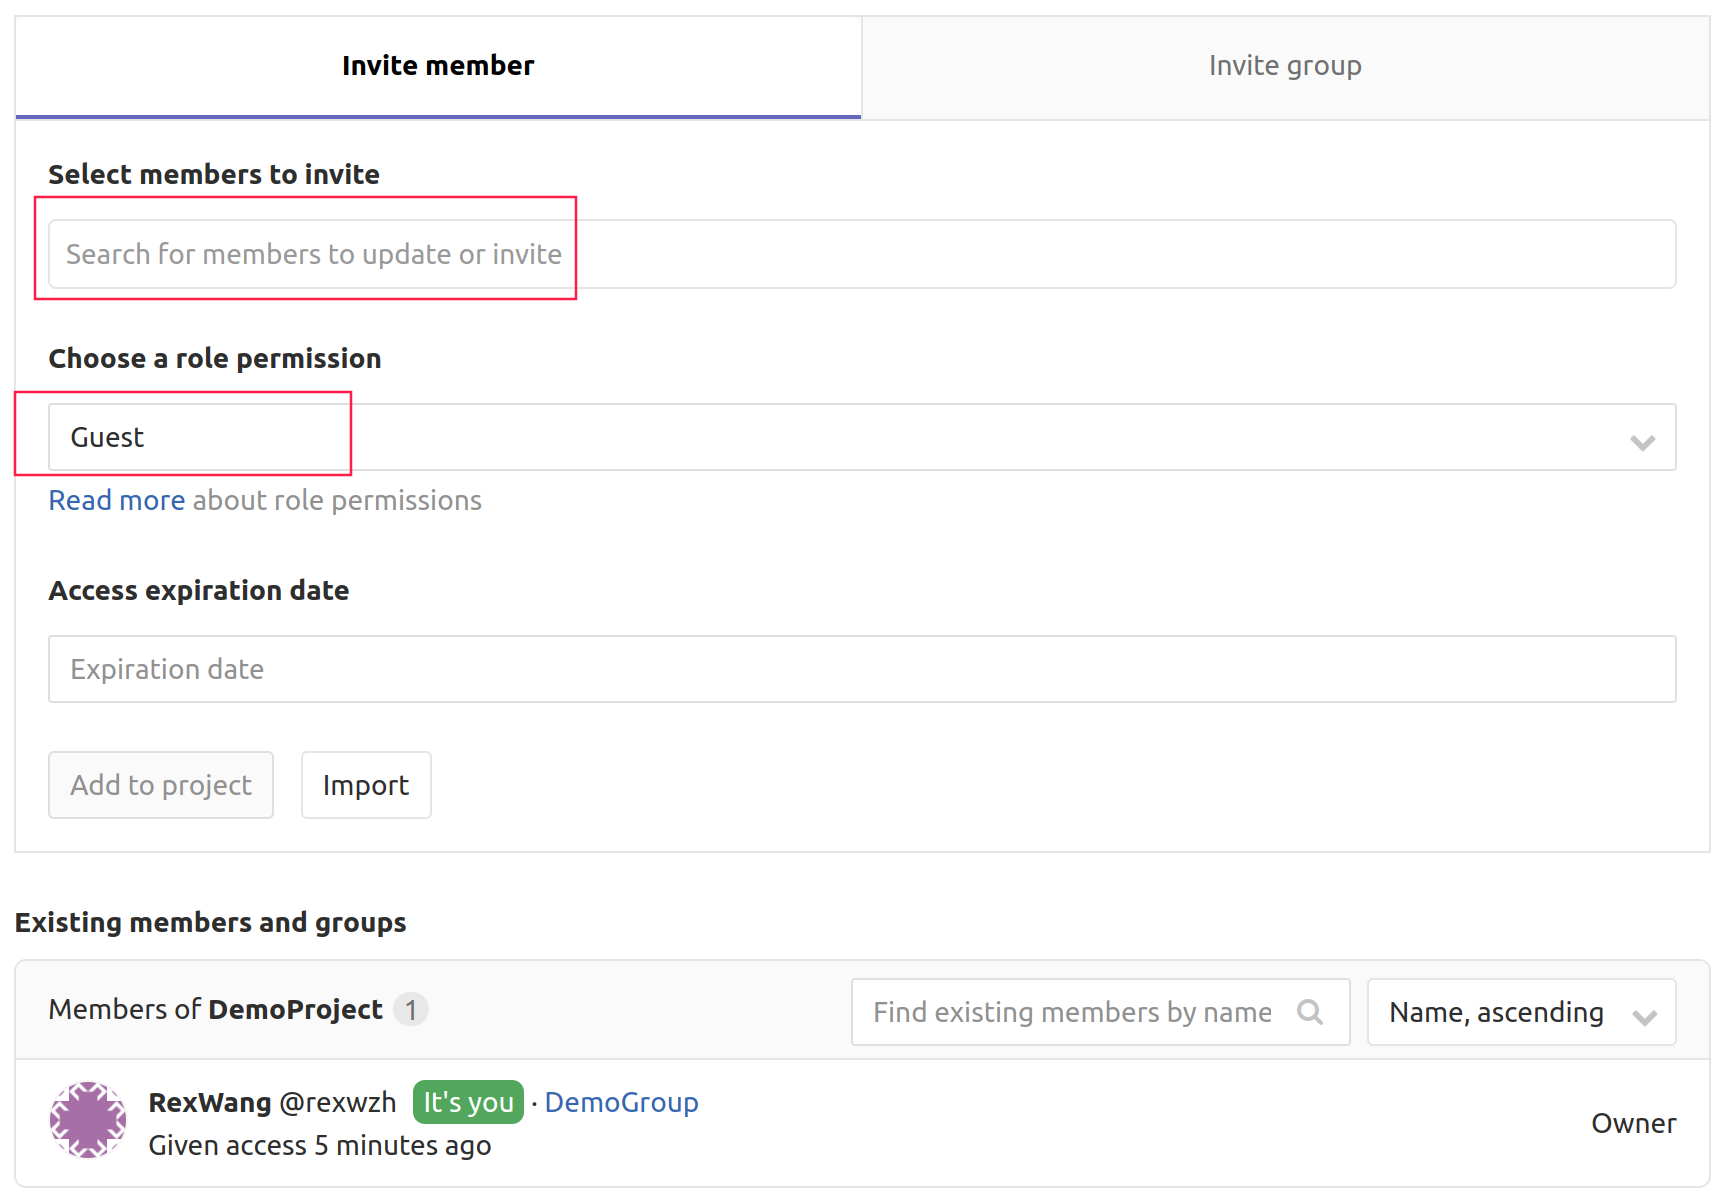 Invite member
Invite group
Select members to invite
Search for members to update or invite
Choose a role permission
Guest
Read more about role permissions
Access expiration date
Expiration date
Add to project
Import
Existing members and groups
Members of DemoProject 1
Find existing members by name
Name, ascending
RexWang @rexwzh It's you · DemoGroup
Given access 5 minutes ago
Owner